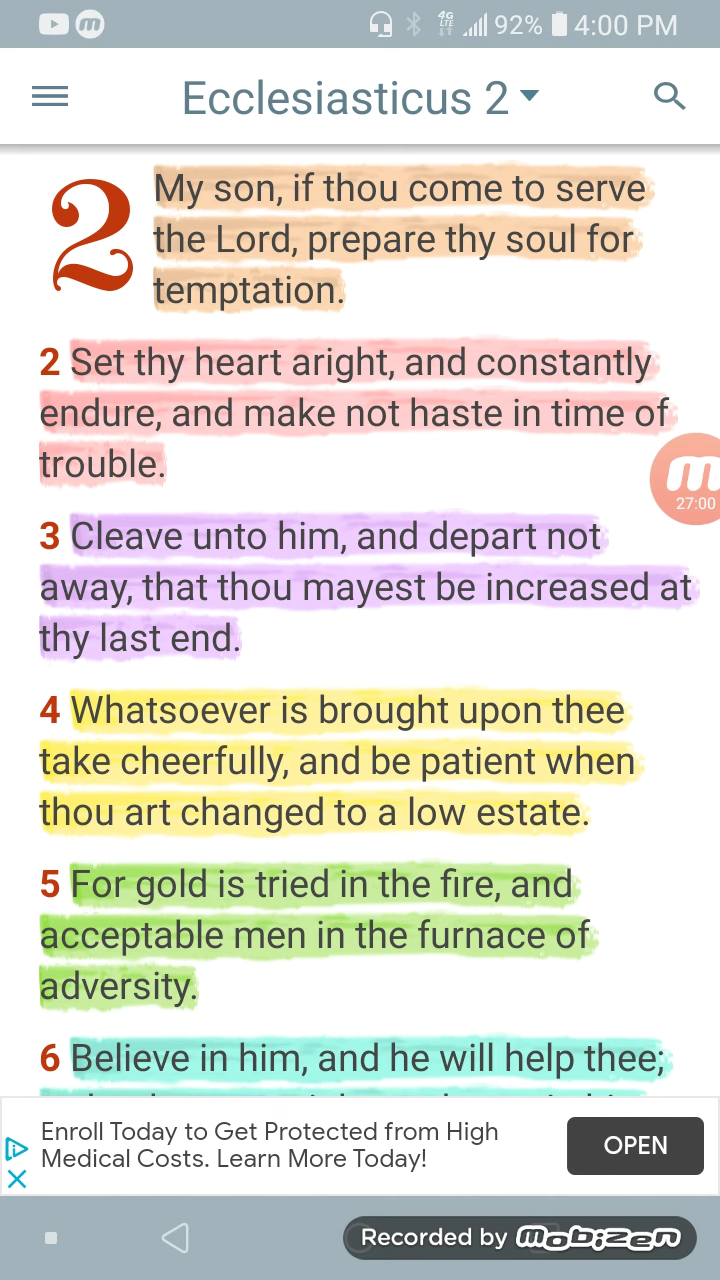 4G
LTE
92% 4:00 PM
Ecclesiasticus 2
2 My son, if thou come to serve
the Lord, prepare thy soul for
temptation.
2 Set thy heart aright, and constantly
endure, and make not haste in time of
trouble.
m
27:00
3 Cleave unto him, and depart not
away, that thou mayest be increased at
thy last end.
4 Whatsoever is brought upon thee
take cheerfully, and be patient when
thou art changed to a low estate.
5 For gold is tried in the fire, and
acceptable men in the furnace of
adversity.
6 Believe in him, and he will help thee;
Enroll Today to Get Protected from High
Medical Costs. Learn More Today!
OPEN
Recorded by mobizen